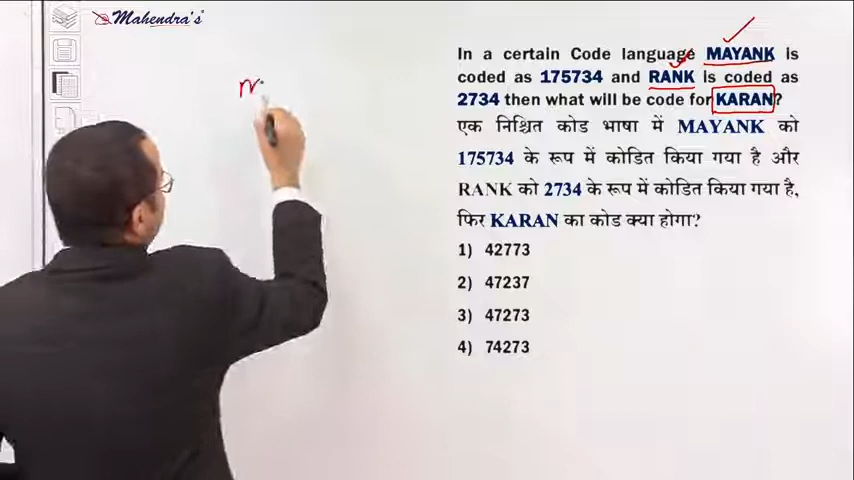 Mahendra's
In a certain Code language MAYANK is
coded as 175734 and RANK is coded as
2734 then what will be code for KARAN?
एक निश्चित कोड भाषा में MAYANK को
175734 के रूप में कोडित किया गया है और
RANK को 2734 के रूप में कोडित किया गया है,
फिर KARAN का कोड क्या होगा?
1) 42773
2) 47237
3) 47273
4) 74273